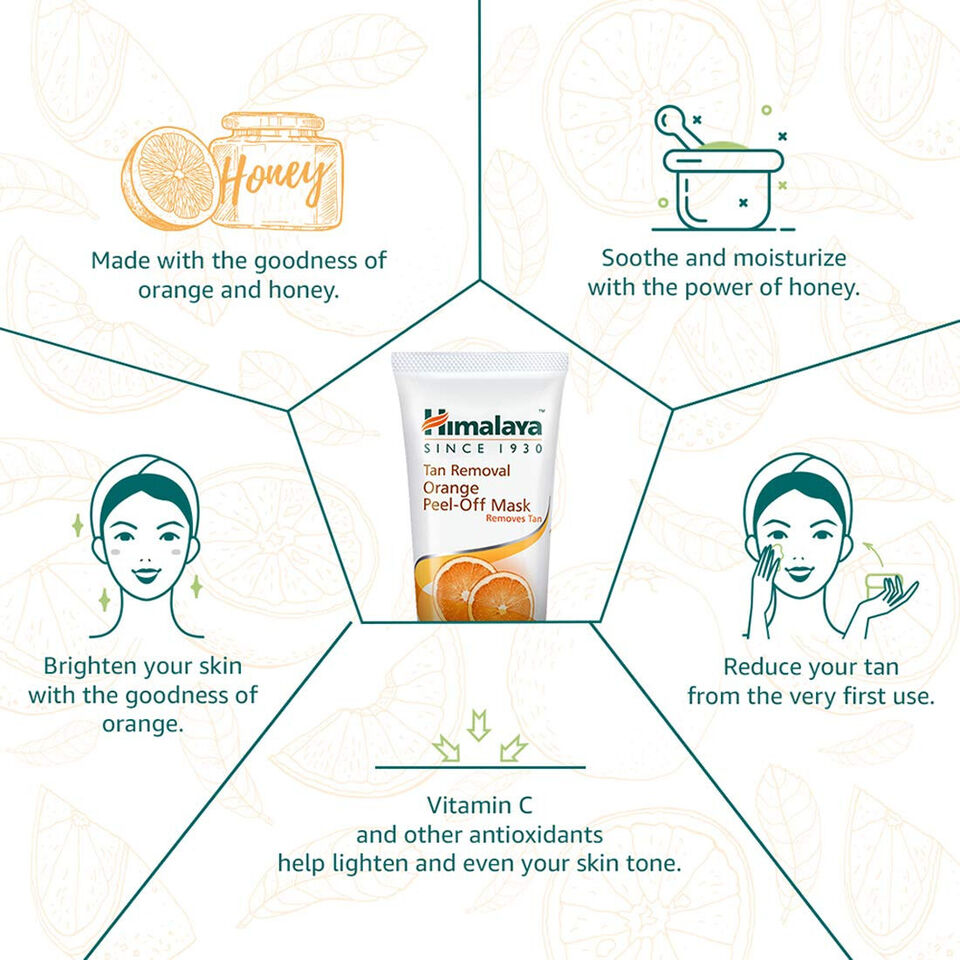 Honey
Made with the goodness of
orange and honey.
Soothe and moisturize
with the power of honey.
Himalaya™
SINCE 1930
Tan Removal
Orange
Peel-Off Mask
Removes Tan
Brighten your skin
with the goodness of
orange.
Reduce your tan
from the very first use.
Vitamin C
and other antioxidants
help lighten and even your skin tone.